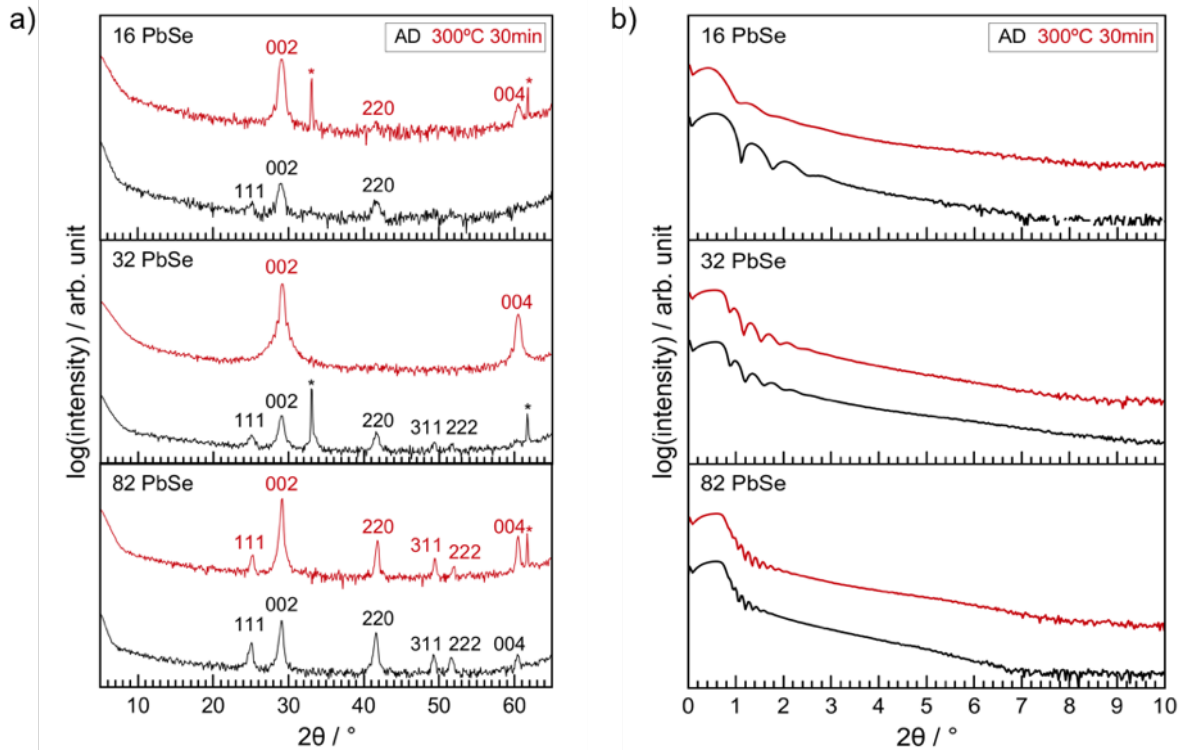 a)
16 PbSe
AD 300ºC 30min
002
*
220
004
*
111
002
220
32 PbSe
002
004
111
002
*
220
311
222
*
82 PbSe
002
111
220
311
222
004
*
111
002
220
311
222
004
log(intensity) / arb. unit
10 20 30 40 50 60
2θ / °
b)
16 PbSe
AD 300ºC 30min
32 PbSe
82 PbSe
log(intensity) / arb. unit
0 1 2 3 4 5 6 7 8 9 10
2θ / °